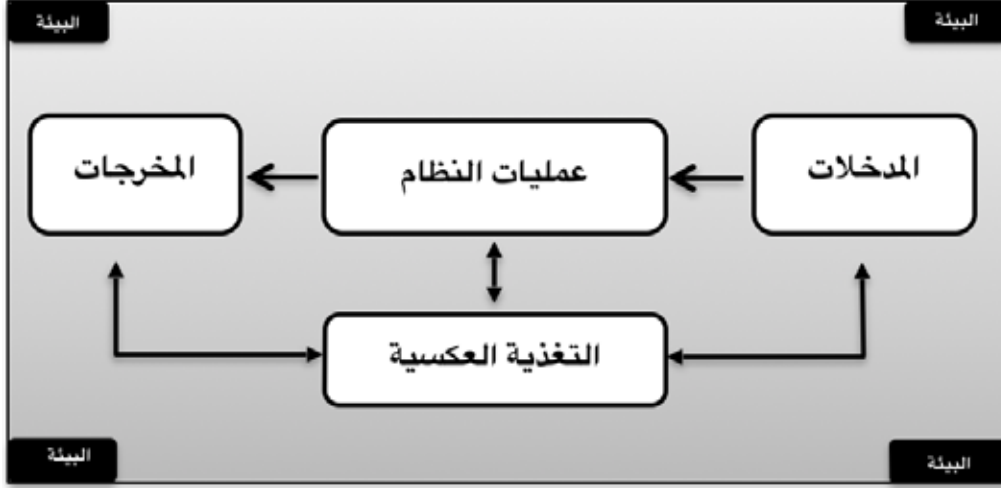 البيئة
البيئة
المدخلات
عمليات النظام
المخرجات
التغذية العكسية
البيئة
البيئة